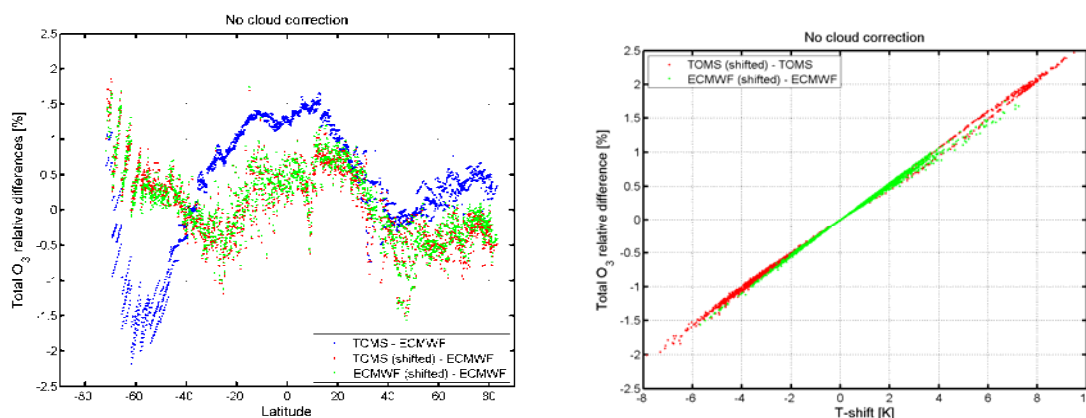 No cloud correction
2.5
2
1.5
1
0.5
0
-0.5
-1
-1.5
-2
-2.5
Total O3 relative differences [%]
-80 -60 -40 -20 0 20 40 60 80
Latitude
TOMS - ECMWF
TOMS (shifted) - ECMWF
ECMWF (shifted) - ECMWF
No cloud correction
2.5
2.0
1.5
1
0.5
0
-0.5
-1
-1.5
-2
-2.5
Total O3 relative difference [%]
TOMS (shifted) - TOMS
ECMWF (shifted) - ECMWF
-8 -6 -4 -2 0 2 4 6 8
T-shift [K]